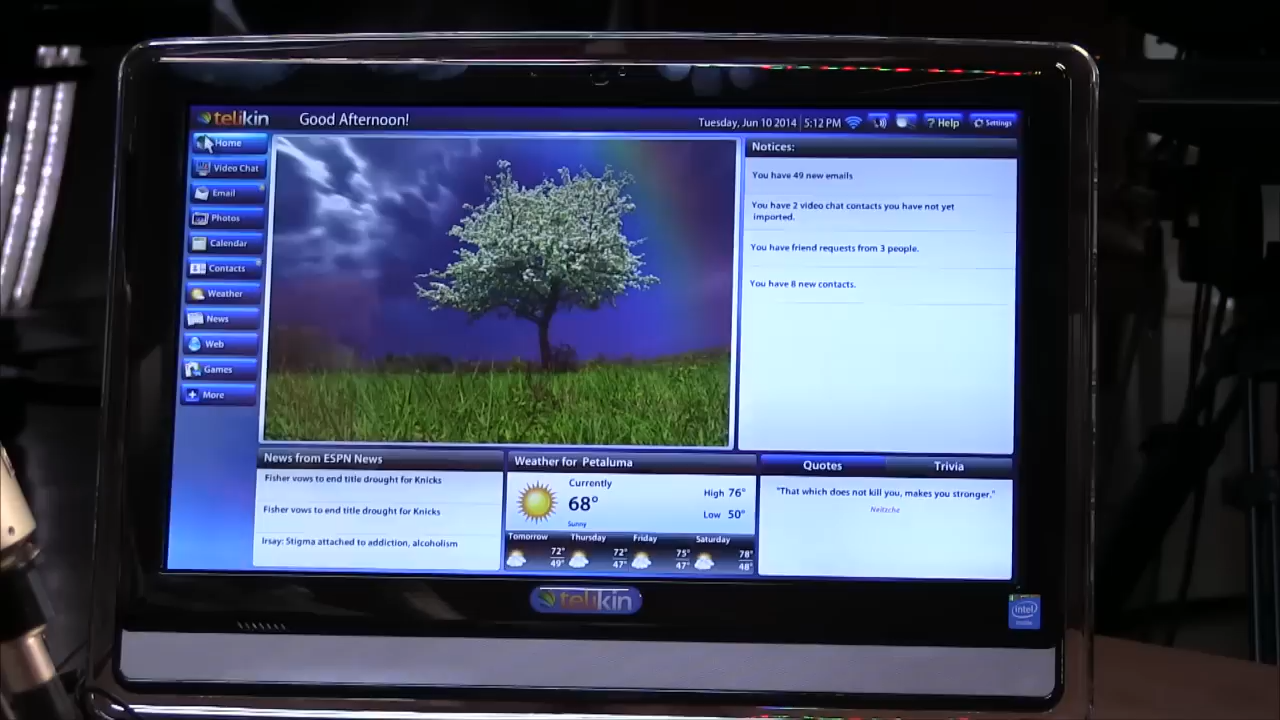 telikin Good Afternoon! Tuesday, Jun 10 2014 | 5:12 PM ? Help Settings
Home
Video Chat
Email
Photos
Calendar
Contacts
Weather
News
Web
Games
More
Notices:
You have 49 new emails
You have 2 video chat contacts you have not yet
imported.
You have friend requests from 3 people.
You have 8 new contacts.
News from ESPN News
Fisher vows to end title drought for Knicks
Fisher vows to end title drought for Knicks
Irsay: Stigma attached to addiction, alcoholism
Weather for Petaluma
Currently
68°
Sunny
High 76°
Low 50°
Tomorrow Thursday Friday Saturday
72° 72° 75° 78°
49° 47° 47° 48°
Quotes Trivia
"That which does not kill you, makes you stronger."
Neitzche
telikin
intel
inside